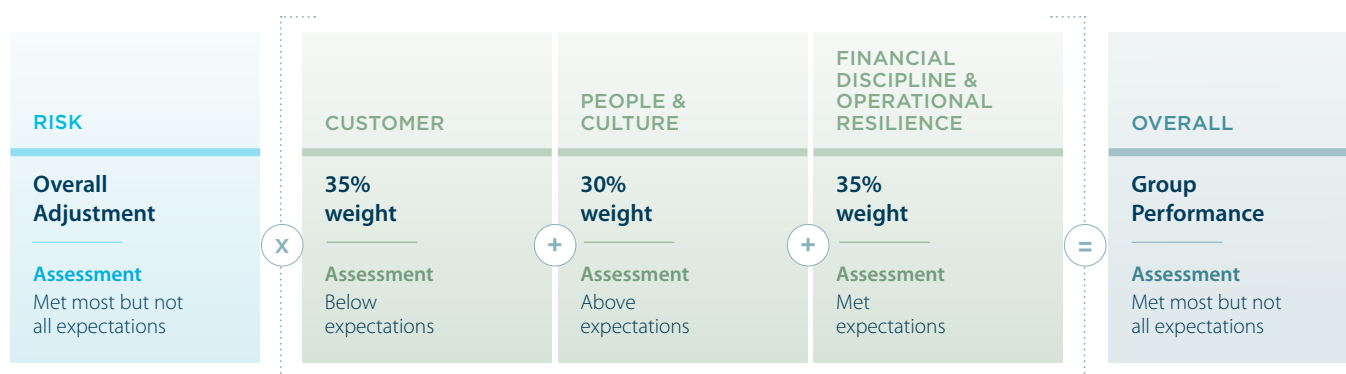 RISK
Overall
Adjustment
Assessment
Met most but not
all expectations
x
CUSTOMER
35%
weight
Assessment
Below
expectations
+
PEOPLE &
CULTURE
30%
weight
Assessment
Above
expectations
+
FINANCIAL
DISCIPLINE &
OPERATIONAL
RESILIENCE
35%
weight
Assessment
Met
expectations
=
OVERALL
Group
Performance
Assessment
Met most but not
all expectations